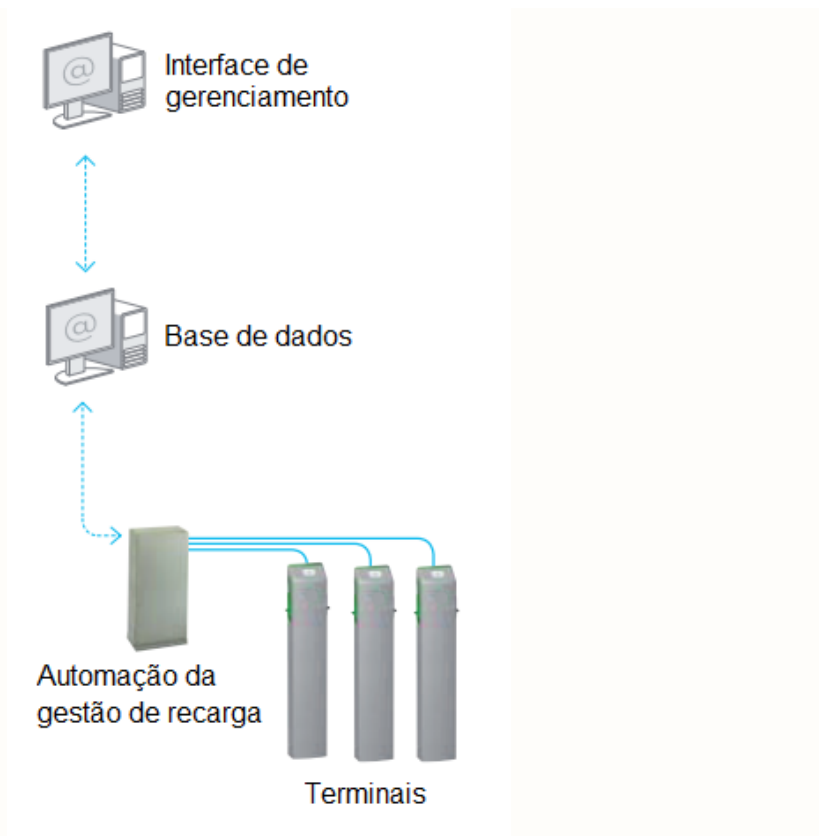 Interface de
gerenciamento
Base de dados
Automação da
gestão de recarga
Terminais